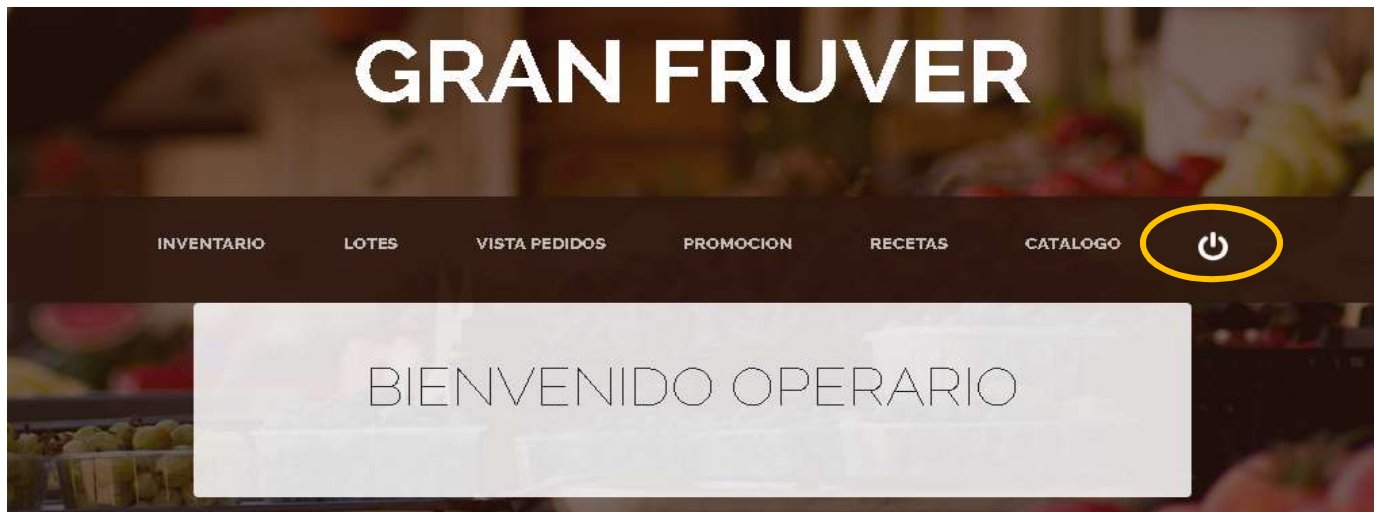 GRAN FRUVER
INVENTARIO LOTES VISTA PEDIDOS PROMOCION RECETAS CATALOGO
BIENVENIDO OPERARIO